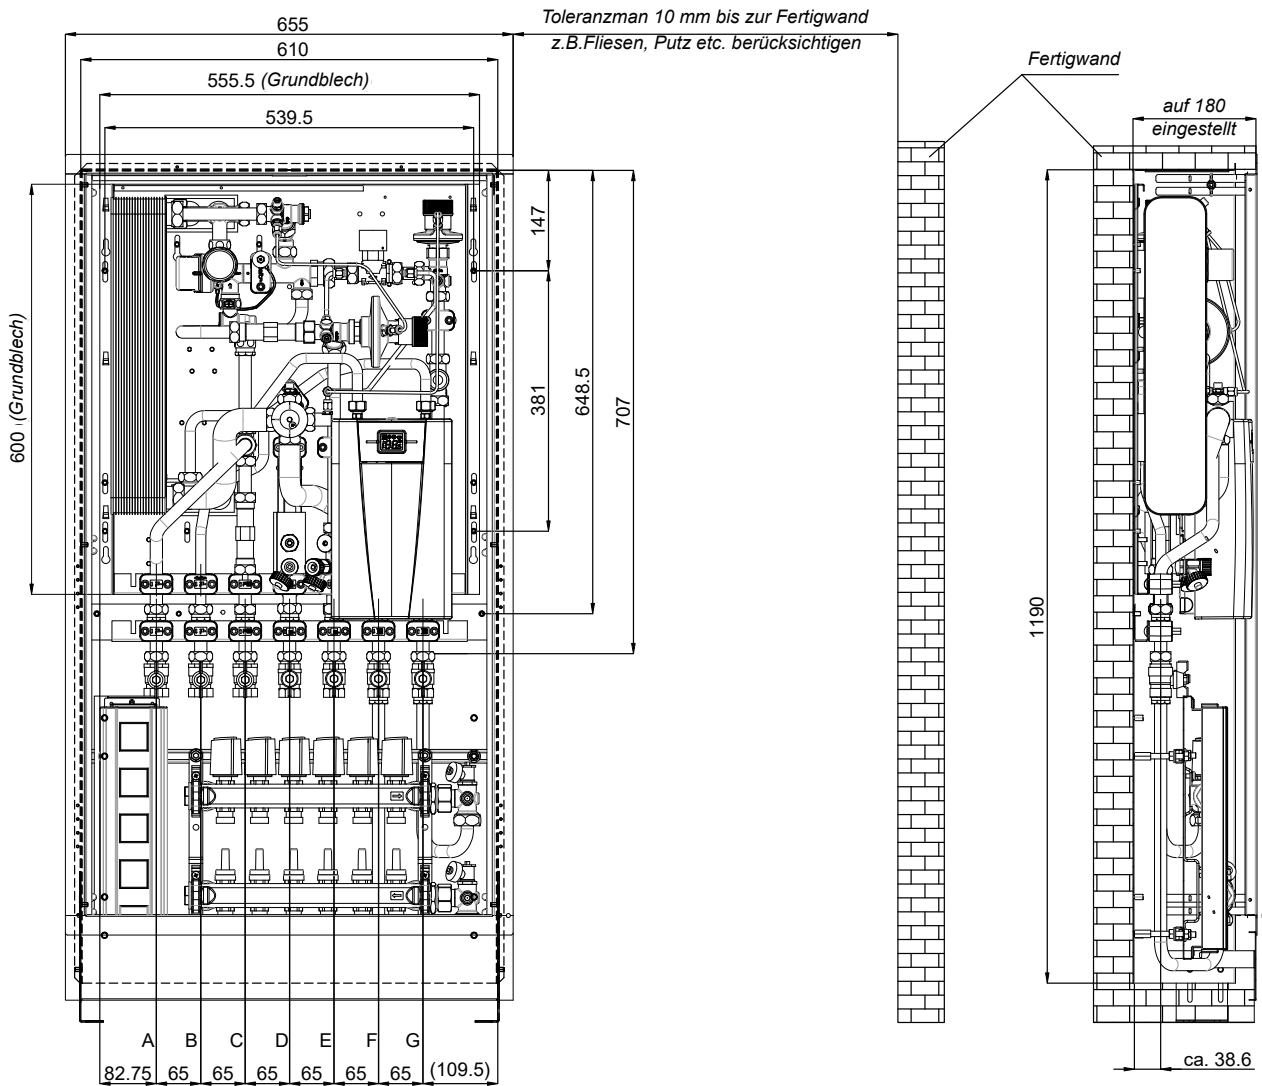 655
Toleranzman 10 mm bis zur Fertigwand
z.B.Fliesen, Putz etc. berücksichtigen
610
Fertigwand
555.5 (Grundblech)
auf 180
eingestellt
539.5
147
381
648.5
707
600 (Grundblech)
1190
A B C D E F G
82.75 65 65 65 65 65 65 (109.5)
ca. 38.6